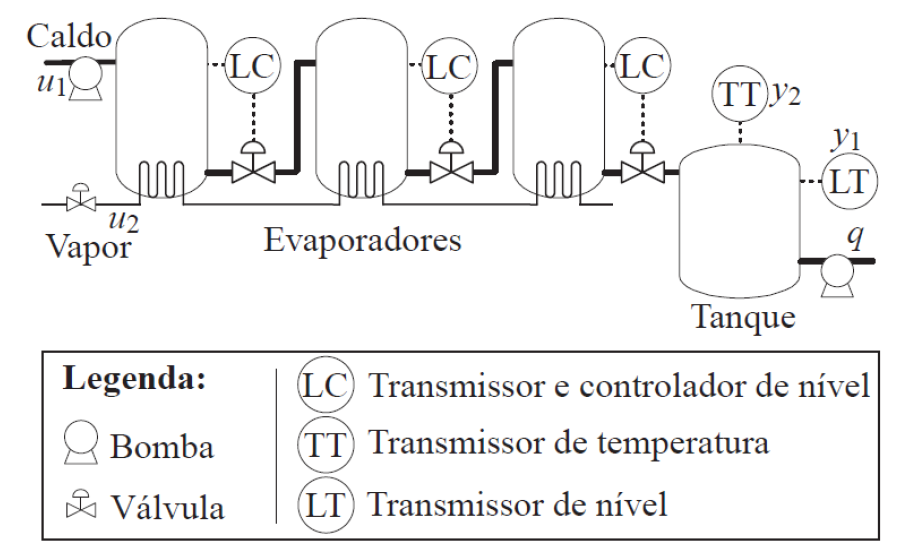 Caldo
u1
LC
LC
LC
TT y2
y1
LT
u2
Vapor
Evaporadores
q
Tanque
Legenda:
Bomba
Válvula
LC Transmissor e controlador de nível
TT Transmissor de temperatura
LT Transmissor de nível